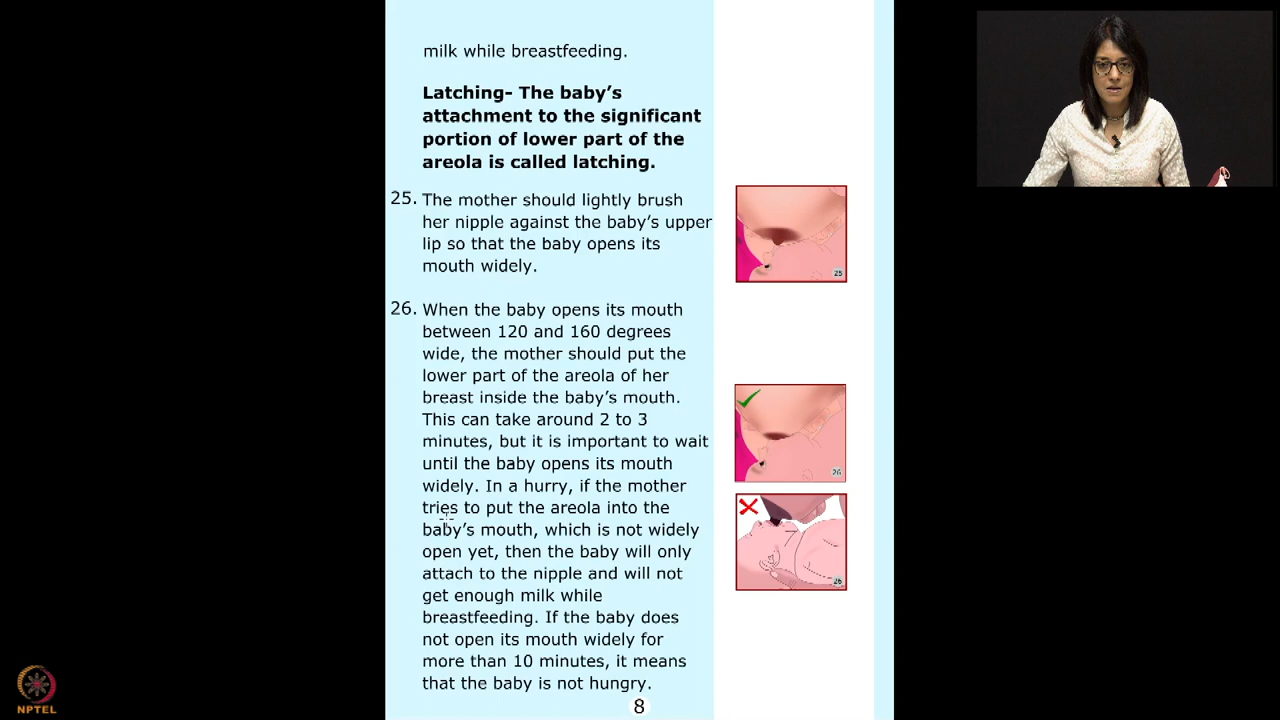 milk while breastfeeding.
Latching- The baby's
attachment to the significant
portion of lower part of the
areola is called latching.
25. The mother should lightly brush
her nipple against the baby's upper
lip so that the baby opens its
mouth widely.
25
26. When the baby opens its mouth
between 120 and 160 degrees
wide, the mother should put the
lower part of the areola of her
breast inside the baby's mouth.
This can take around 2 to 3
minutes, but it is important to wait
until the baby opens its mouth
widely. In a hurry, if the mother
tries to put the areola into the
baby's mouth, which is not widely
open yet, then the baby will only
attach to the nipple and will not
get enough milk while
breastfeeding. If the baby does
not open its mouth widely for
more than 10 minutes, it means
that the baby is not hungry.
26
26
8
NPTEL